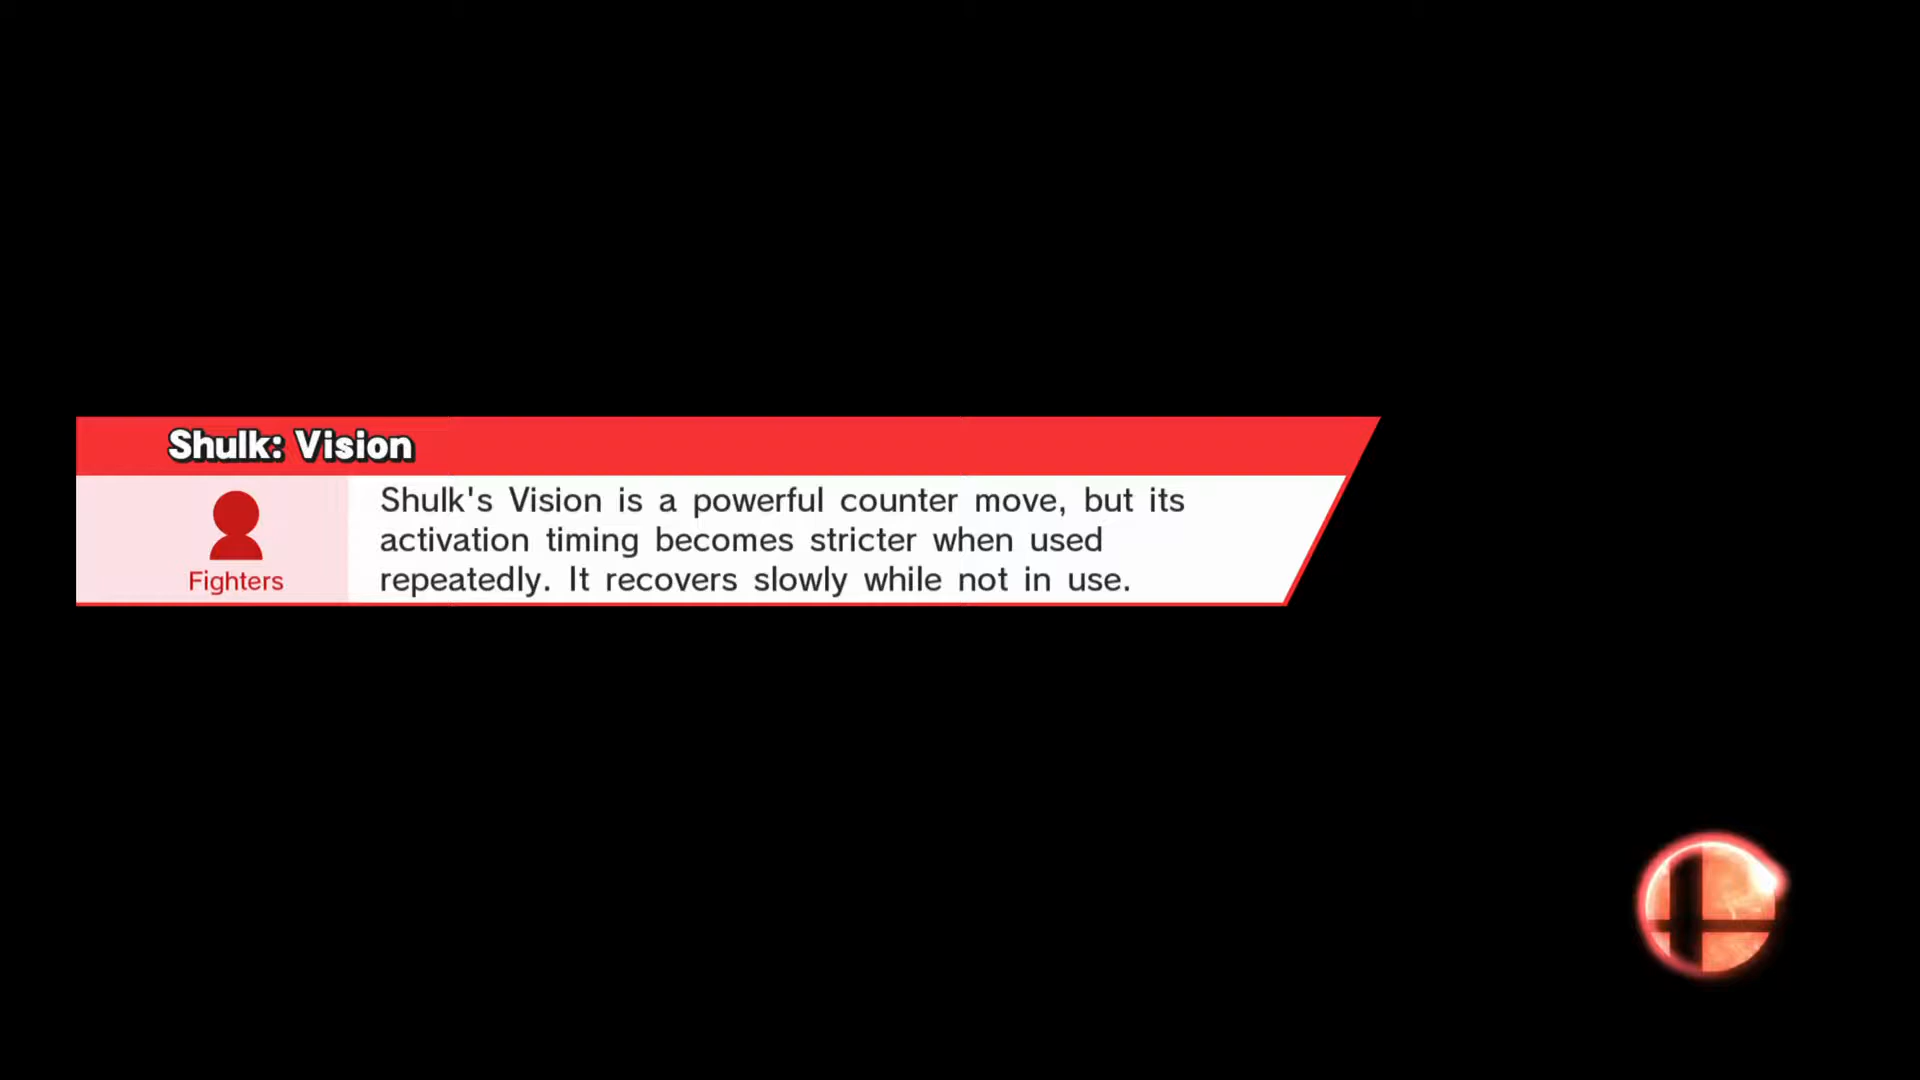 Shulk: Vision
Shulk's Vision is a powerful counter move, but its
activation timing becomes stricter when used
repeatedly. It recovers slowly while not in use.
Fighters